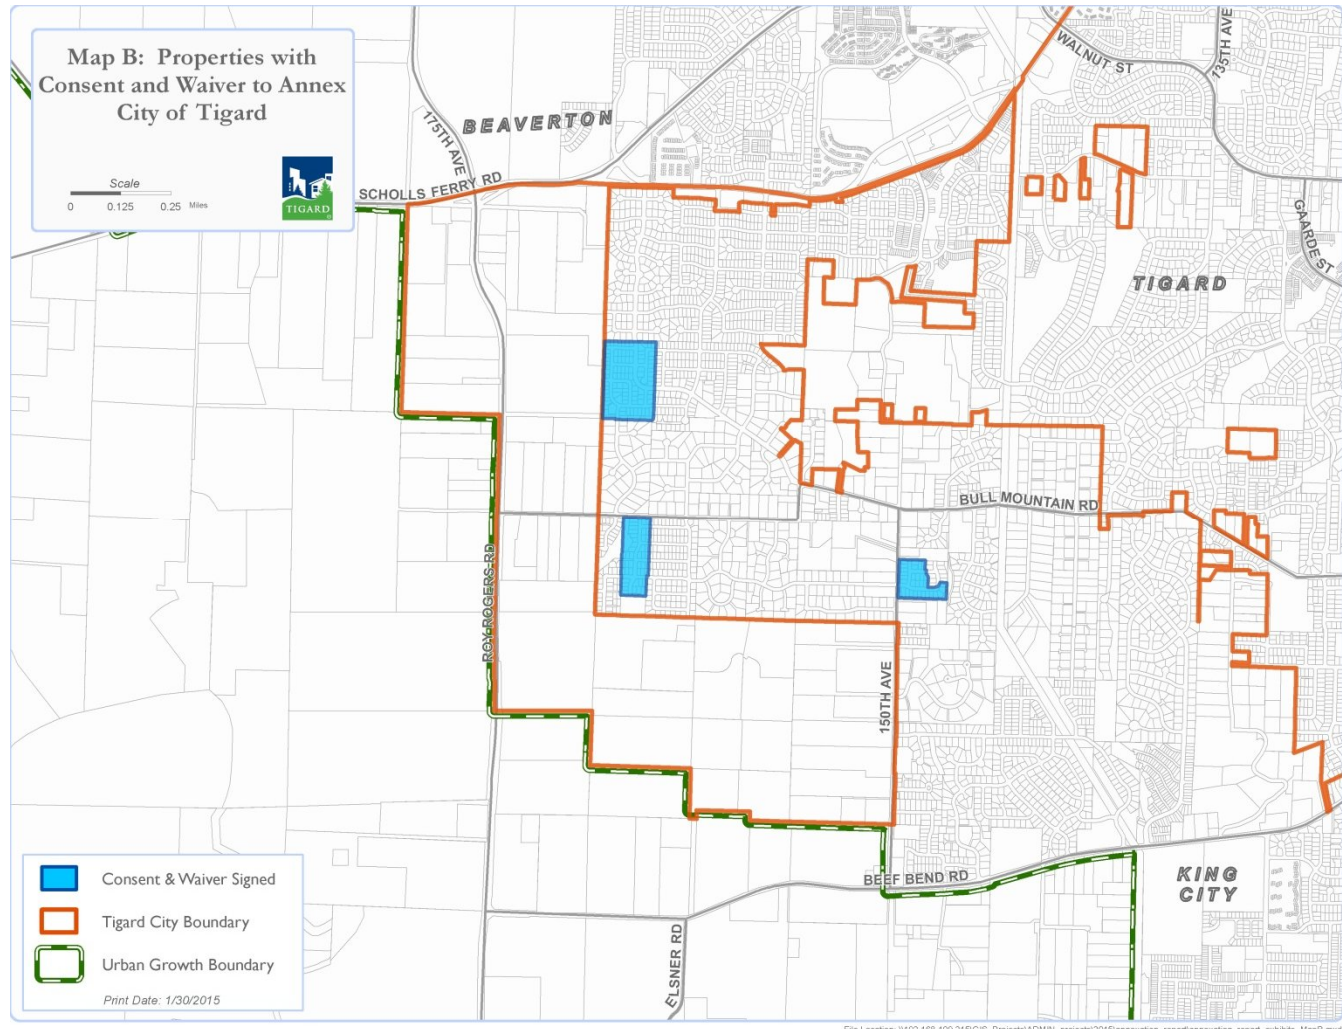 Map B: Properties with
Consent and Waiver to Annex
City of Tigard
Scale
0 0.125 0.25 Miles
TIGARD
SCHOLLS FERRY RD
175TH AVE
BEAVERTON
WALNUT ST
135TH AVE
GAARDE ST
TIGARD
BULL MOUNTAIN RD
ROY ROGERS RD
150TH AVE
BEEF BEND RD
KING
CITY
ELSNER RD
Consent & Waiver Signed
Tigard City Boundary
Urban Growth Boundary
Print Date: 1/30/2015